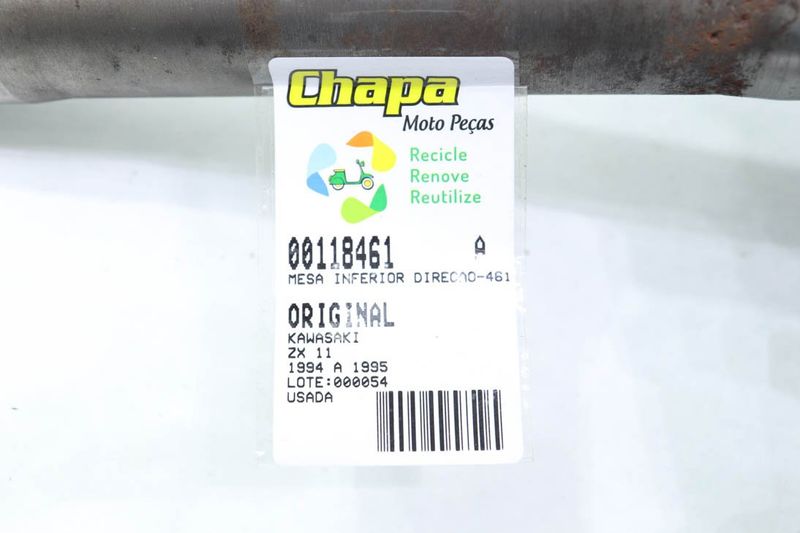 Chapa
Moto Peças
Recicle
Renove
Reutilize
00118461 A
MESA INFERIOR DIRECAO-461
ORIGINAL
KAWASAKI
ZX 11
1994 A 1995
LOTE:000054
USADA